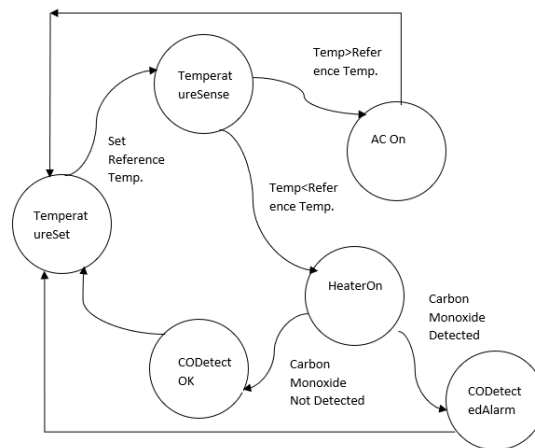 Temp>Refer
ence Temp.
Temperat
ureSense
AC On
Set
Reference
Temp.
Temp<Refer
ence Temp.
Temperat
ureSet
HeaterOn
Carbon
Monoxide
Detected
CODetect
OK
Carbon
Monoxide
Not Detected
CODetect
edAlarm